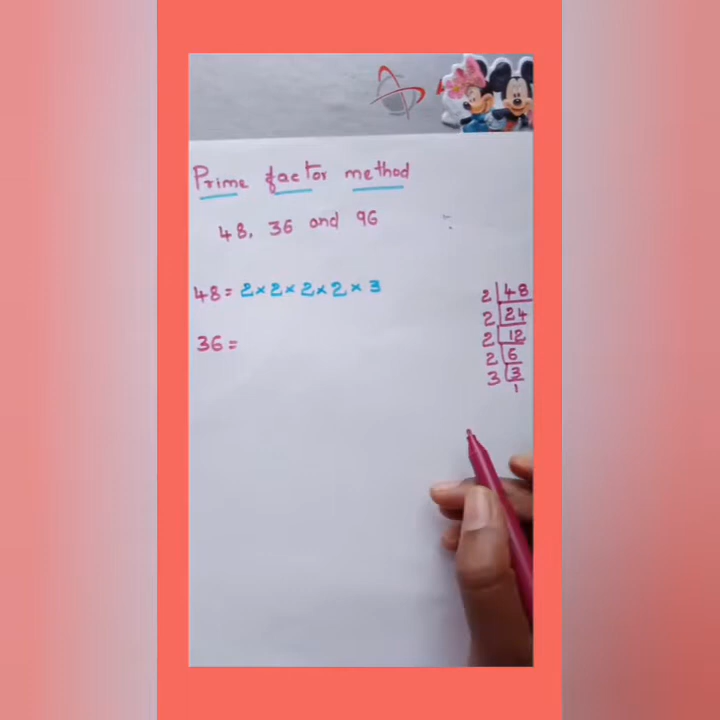 Prime factor method
48, 36 and 96
48 = 2 × 2 × 2 × 2 × 3
36 =
2 | 48
2 | 24
2 | 12
2 | 6
3 | 3
1